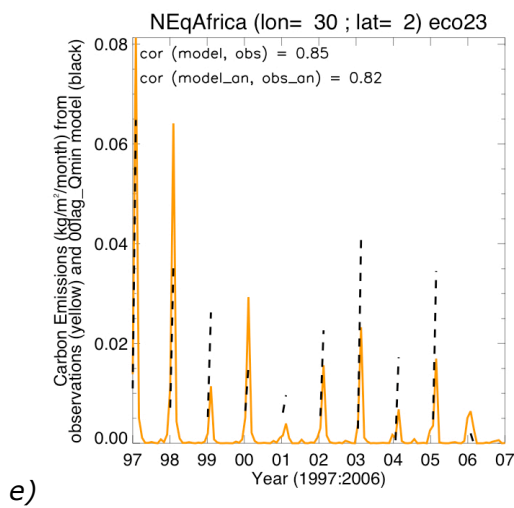 NEqAfrica (lon= 30 ; lat= 2) eco23
cor (model, obs) = 0.85
cor (model_an, obs_an) = 0.82
Carbon Emissions (kg/m²/month) from
observations (yellow) and 00lag_Qmin model (black)
0.08
0.06
0.04
0.02
0.00
97 98 99 00 01 02 03 04 05 06 07
Year (1997:2006)
e)